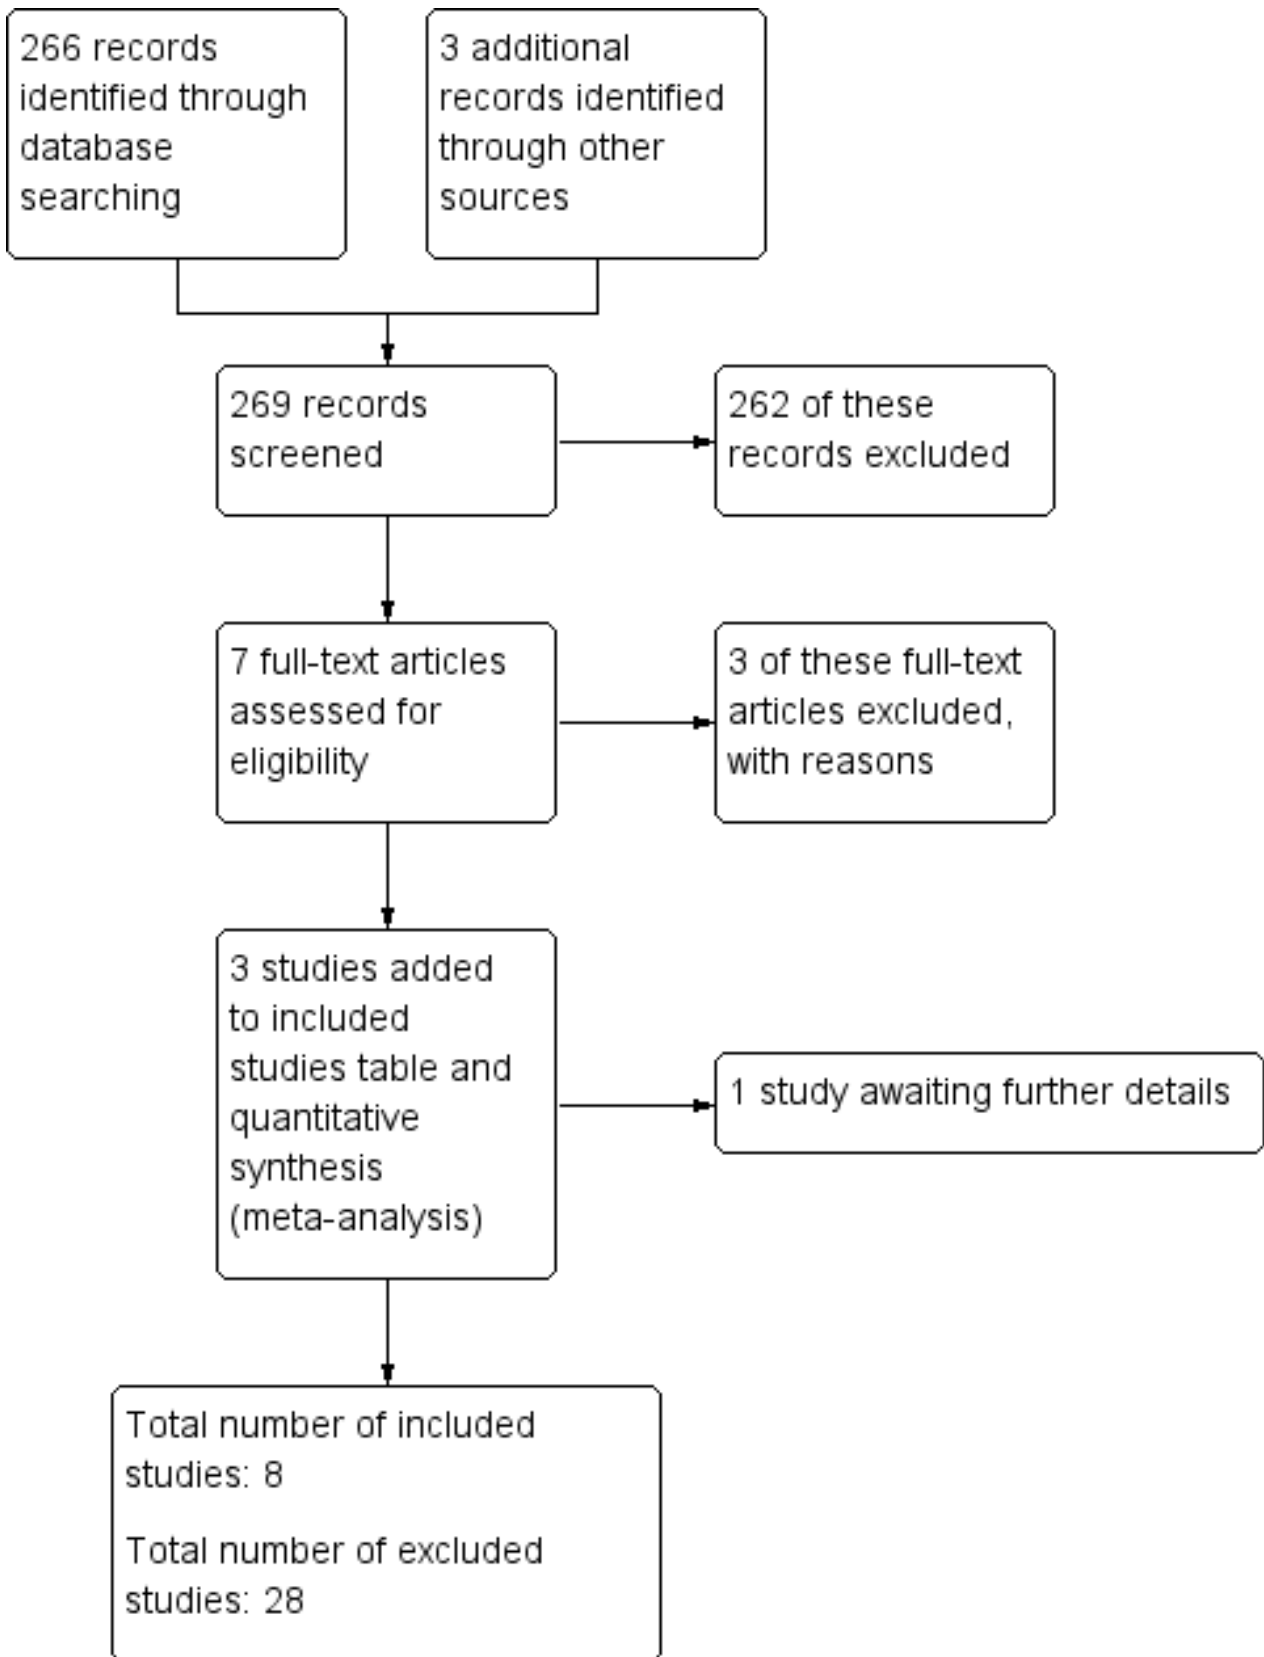 266 records
identified through
database
searching
3 additional
records identified
through other
sources
269 records
screened
262 of these
records excluded
7 full-text articles
assessed for
eligibility
3 of these full-text
articles excluded,
with reasons
3 studies added
to included
studies table and
quantitative
synthesis
(meta-analysis)
1 study awaiting further details
Total number of included
studies: 8
Total number of excluded
studies: 28